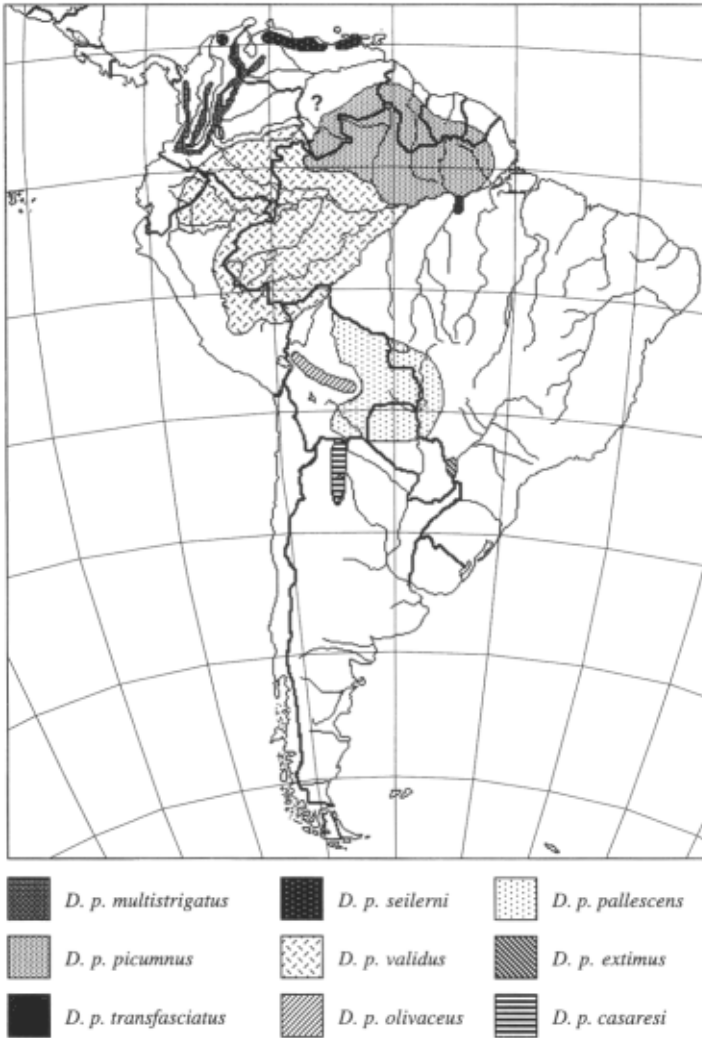 ?
D. p. multistrigatus
D. p. seilerni
D. p. pallescens
D. p. picumnus
D. p. validus
D. p. extimus
D. p. transfasciatus
D. p. olivaceus
D. p. casaresi